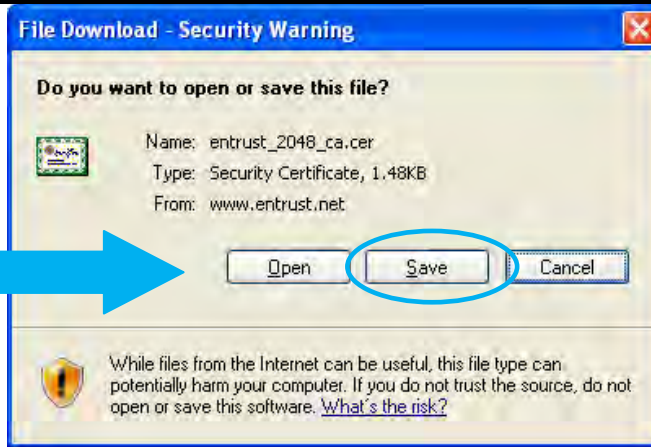 File Download - Security Warning
Do you want to open or save this file?
Name: entrust_2048_ca.cer
Type: Security Certificate, 1.48KB
From: www.entrust.net
Open Save Cancel
While files from the Internet can be useful, this file type can
potentially harm your computer. If you do not trust the source, do not
open or save this software. What's the risk?